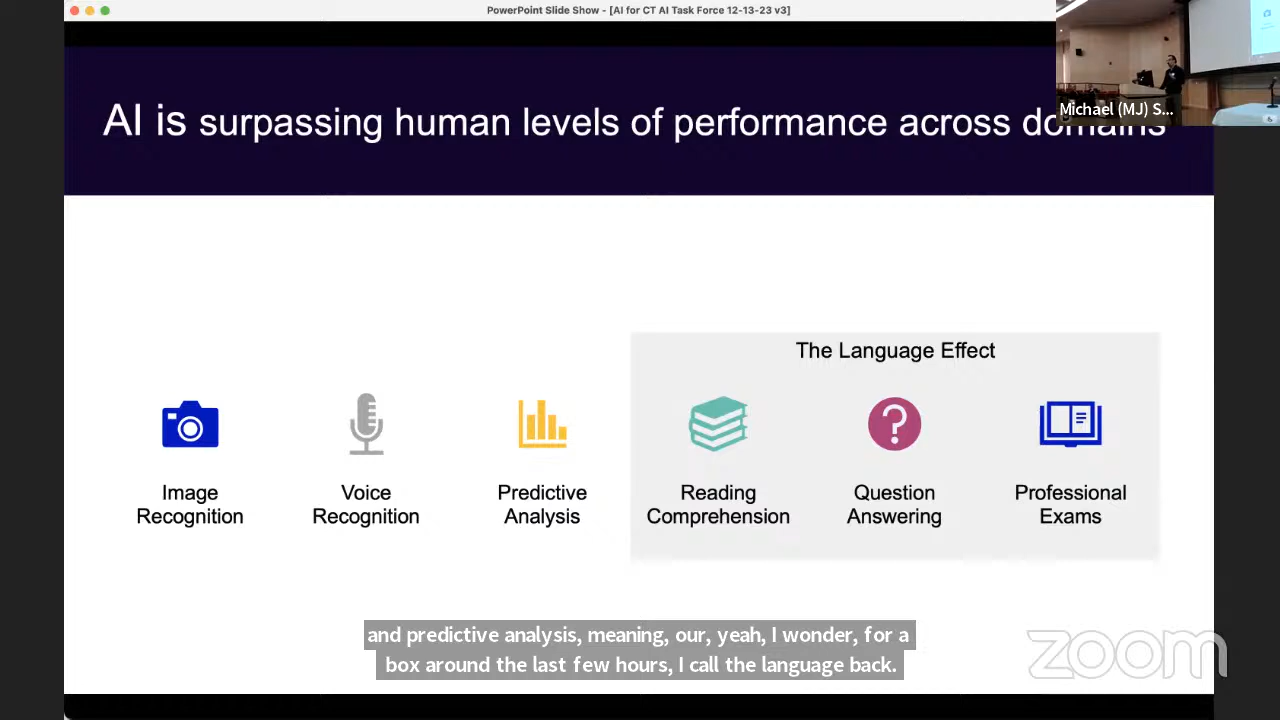 PowerPoint Slide Show - [AI for CT AI Task Force 12-13-23 v3]
AI is surpassing human levels of performance across domains
Michael (MJ) S...
The Language Effect
Image
Recognition
Voice
Recognition
Predictive
Analysis
Reading
Comprehension
Question
Answering
Professional
Exams
and predictive analysis, meaning, our, yeah, I wonder, for a
box around the last few hours, I call the language back.
zoom